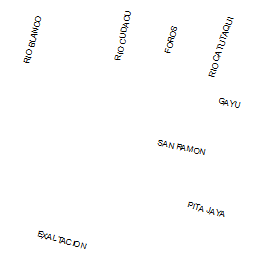 RIO BLANCO
RIO CUDACU
FOROS
RIO CATUTAQUI
GAYU
SAN RAMON
PITA JAYA
EXALTACION